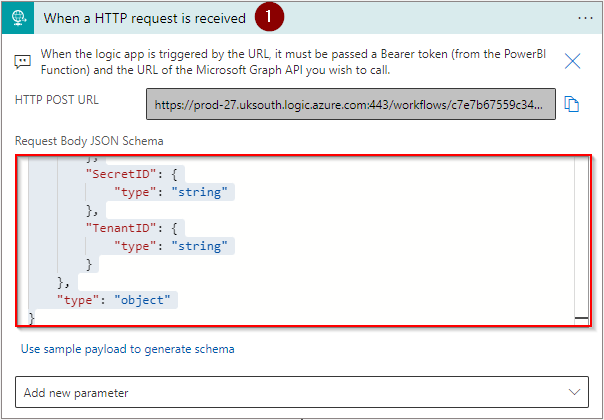 When a HTTP request is received 1
When the logic app is triggered by the URL, it must be passed a Bearer token (from the PowerBI
Function) and the URL of the Microsoft Graph API you wish to call.
HTTP POST URL
https://prod-27.uksouth.logic.azure.com:443/workflows/c7e7b67559c34...
Request Body JSON Schema
},
"SecretID": {
"type": "string"
},
"TenantID": {
"type": "string"
}
},
"type": "object"
}
Use sample payload to generate schema
Add new parameter